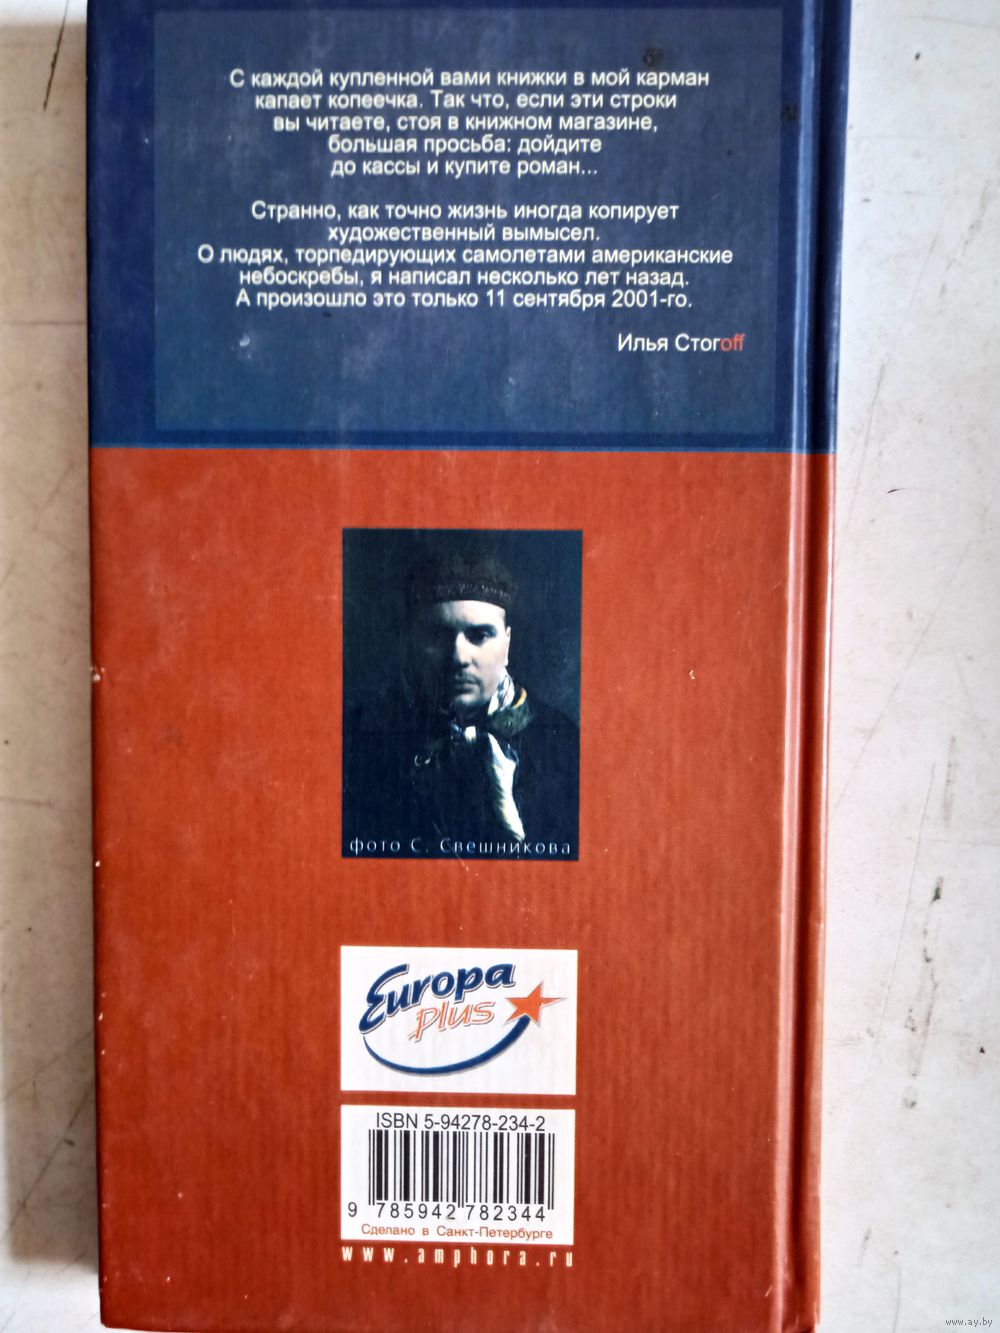 С каждой купленной вами книжки в мой карман
капает копеечка. Так что, если эти строки
вы читаете, стоя в книжном магазине,
большая просьба: дойдите
до кассы и купите роман...
Странно, как точно жизнь иногда копирует
художественный вымысел.
О людях, торпедирующих самолетами американские
небоскребы, я написал несколько лет назад.
А произошло это только 11 сентября 2001-го.
Илья Стогoff
фото С. Свешникова
Europa
plus
ISBN 5-94278-234-2
9 785942 782344
Сделано в Санкт-Петербурге
www.amphora.ru
www.ay.by